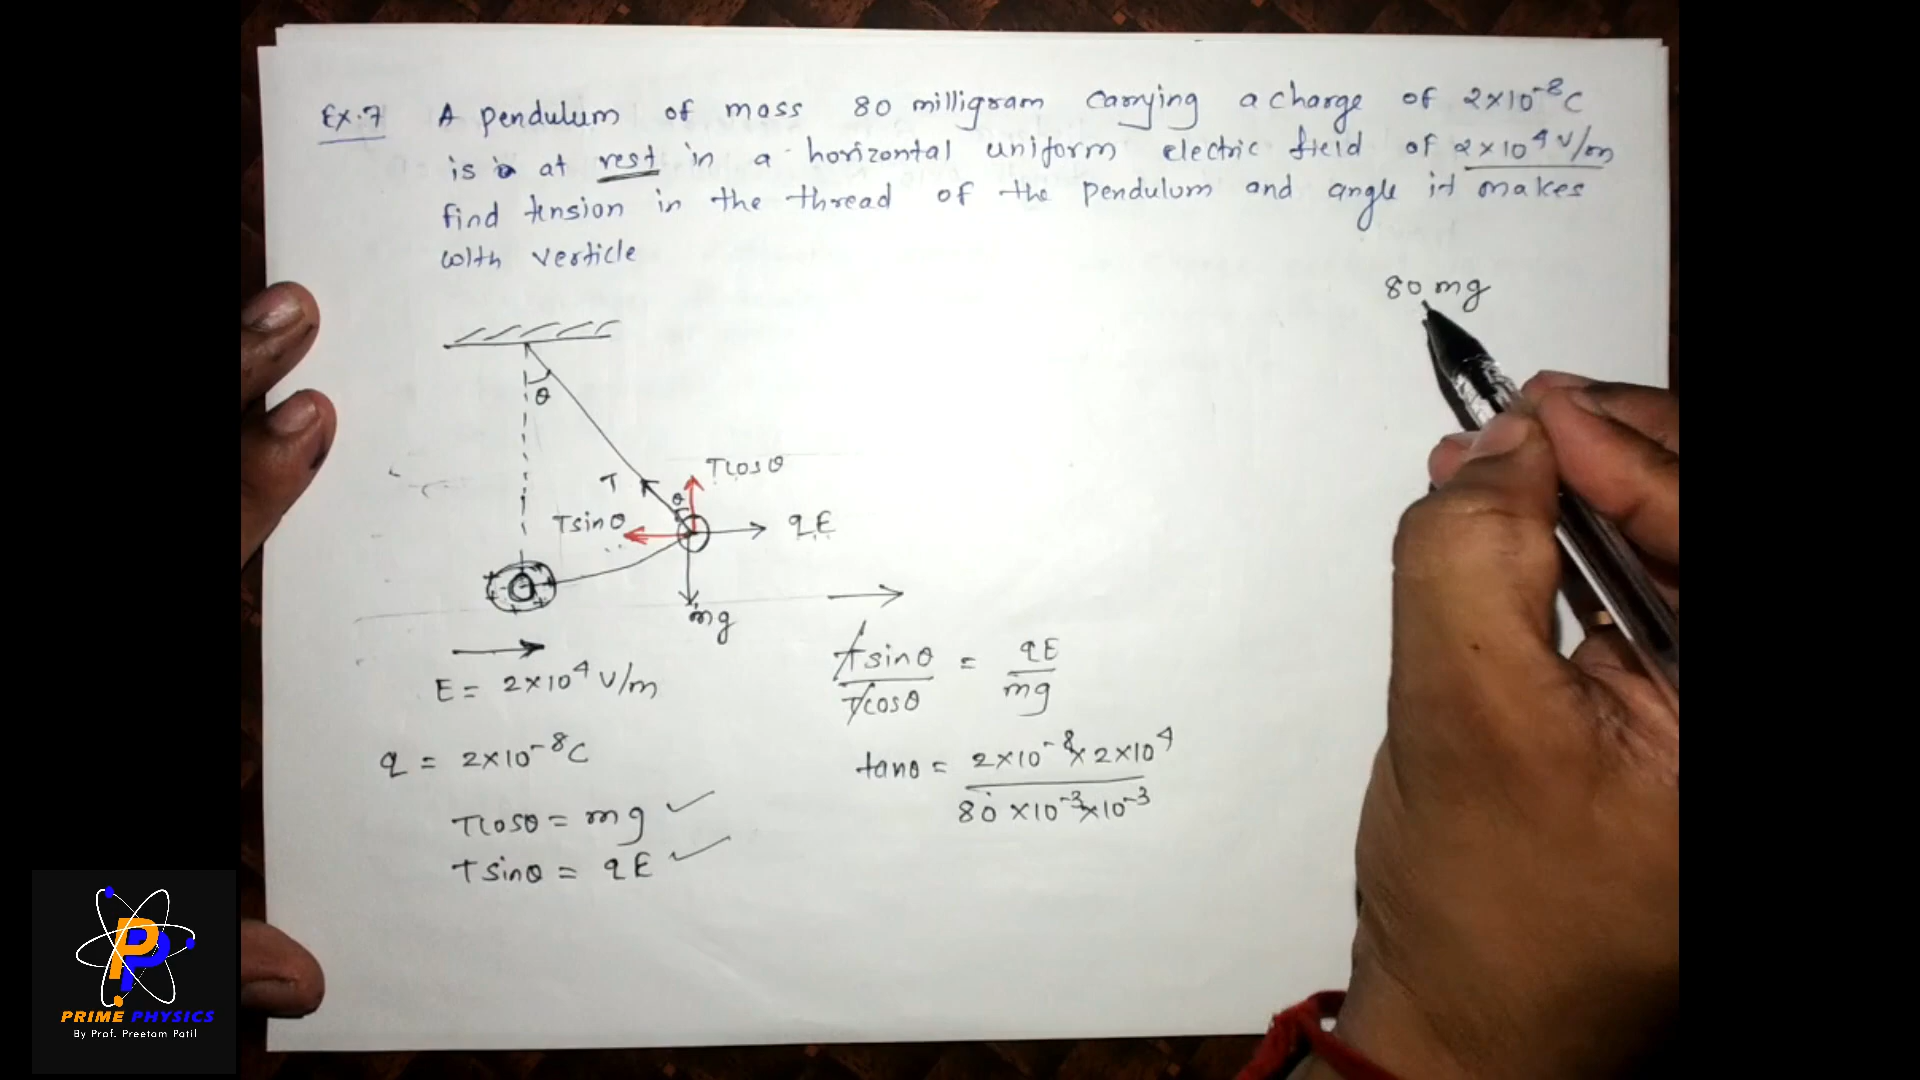 Ex.7 A pendulum of mass 80 milligram carrying a charge of 2×10⁻⁸C
is at rest in a horizontal uniform electric field of 2×10⁴ V/m
find tension in the thread of the pendulum and angle it makes
with verticle
80 mg
θ
Tcosθ
T
θ
Tsinθ
qE
mg
E = 2×10⁴ V/m
Tsinθ/Tcosθ = qE/mg
q = 2×10⁻⁸C
tanθ = 2×10⁻⁸×2×10⁴/80×10⁻³×10⁻³
Tcosθ = mg
Tsinθ = qE
PP
PRIME PHYSICS
By Prof. Preetam Patil